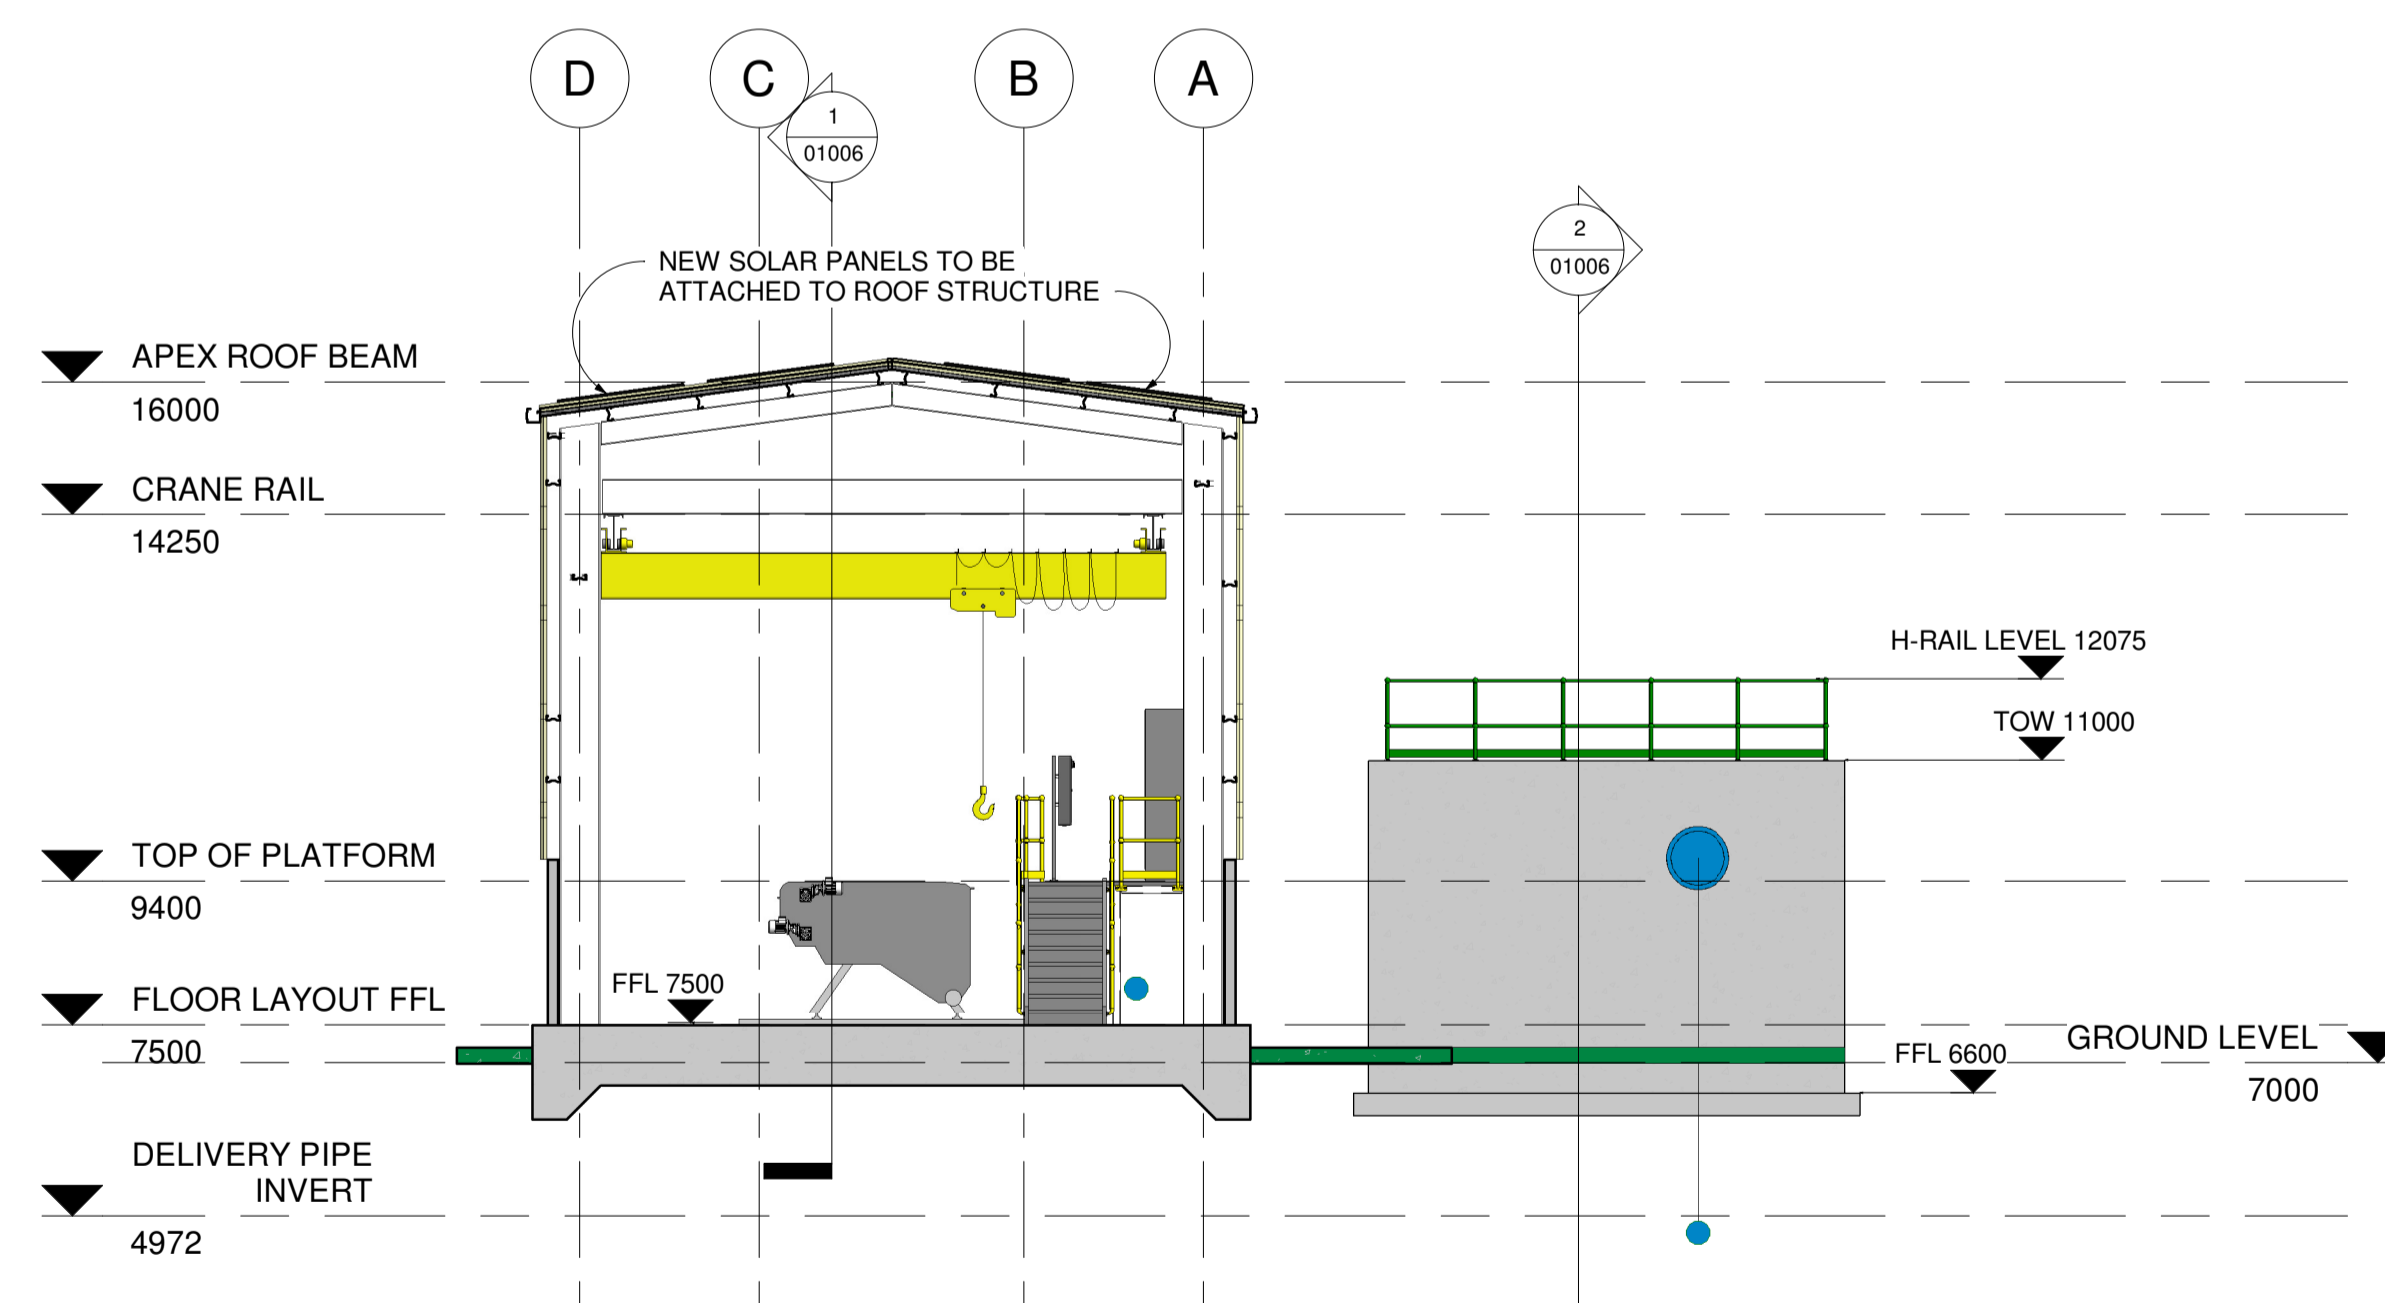 D
C
B
A
1
01006
2
01006
NEW SOLAR PANELS TO BE
ATTACHED TO ROOF STRUCTURE
APEX ROOF BEAM
16000
CRANE RAIL
14250
H-RAIL LEVEL 12075
TOW 11000
TOP OF PLATFORM
9400
FFL 7500
FLOOR LAYOUT FFL
7500
GROUND LEVEL
7000
FFL 6600
DELIVERY PIPE
INVERT
4972